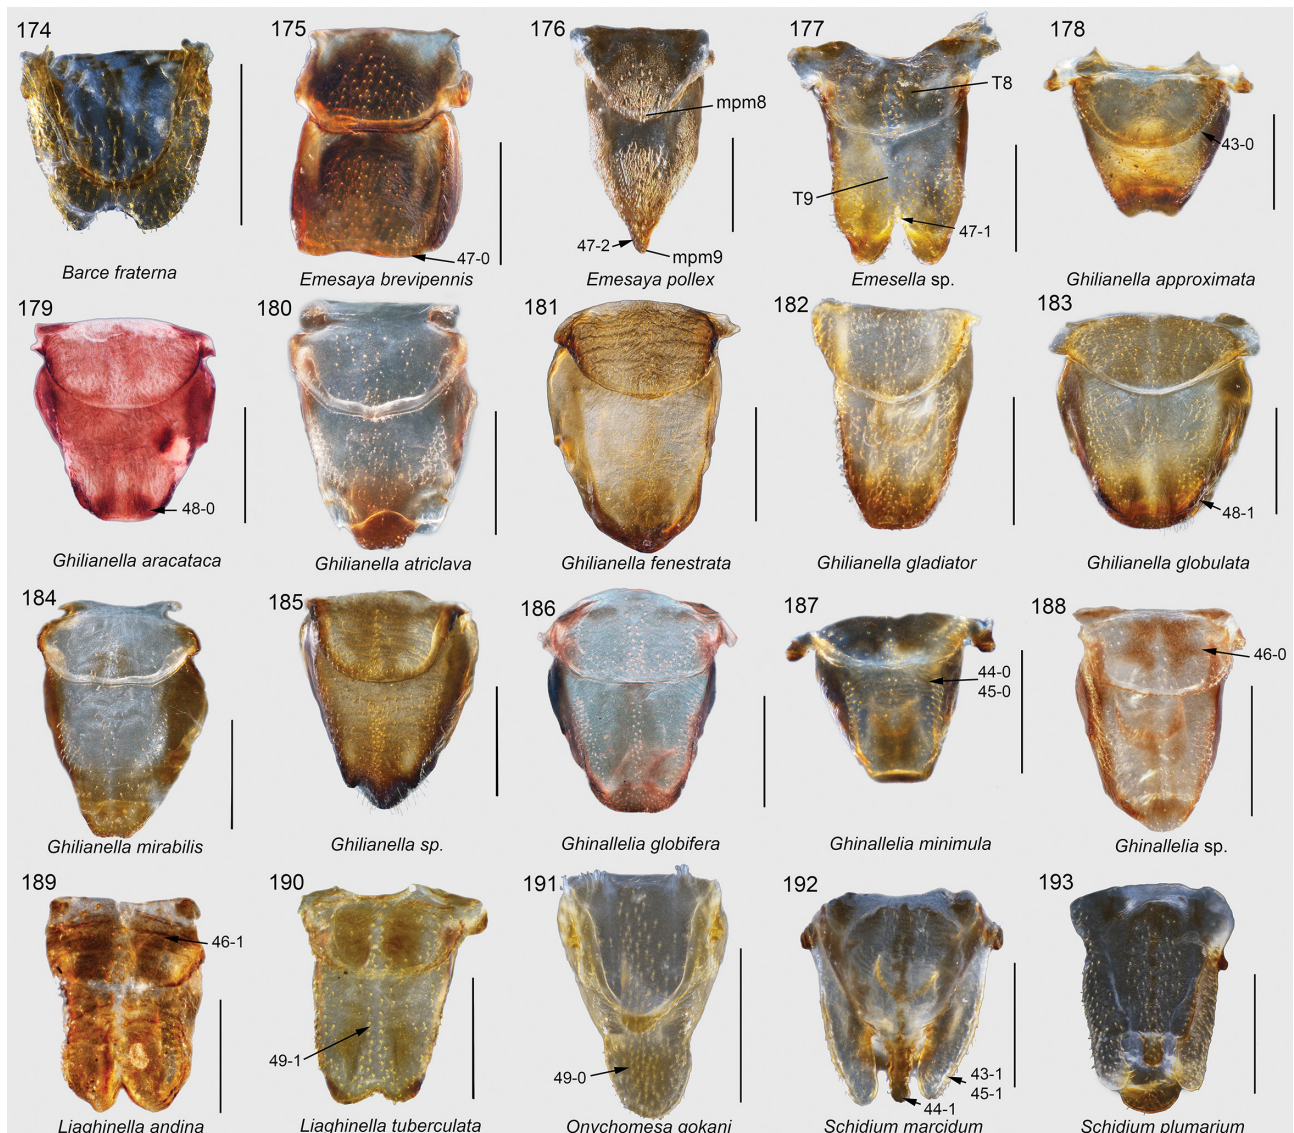 174
175
176
177
178
mpm8
T8
43-0
T9
47-1
47-0
47-2
mpm9
Barce fraterna
Emesaya brevipennis
Emesaya pollex
Emesella sp.
Ghilianella approximata
179
180
181
182
183
48-0
48-1
Ghilianella aracataca
Ghilianella atriclava
Ghilianella fenestrata
Ghilianella gladiator
Ghilianella globulata
184
185
186
187
188
44-0
45-0
46-0
Ghilianella mirabilis
Ghilianella sp.
Ghinallelia globifera
Ghinallelia minimula
Ghinallelia sp.
189
190
191
192
193
46-1
49-1
49-0
43-1
45-1
44-1
Liaghinella andina
Liaghinella tuberculata
Onychomesa gokani
Schidium marcidum
Schidium plumarium